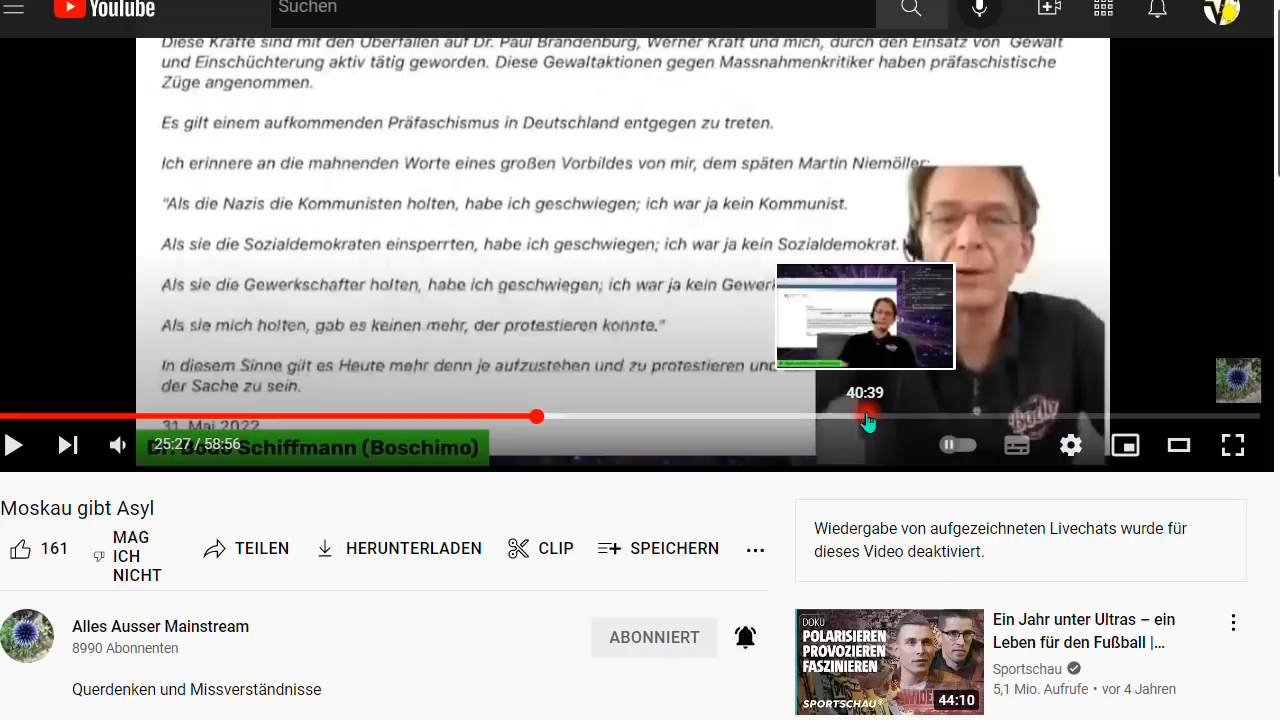 YouTube
Suchen
Diese Kräfte sind mit den Überfällen auf Dr. Paul Brandenburg, Werner Kraft und mich, durch den Einsatz von Gewalt
und Einschüchterung aktiv tätig geworden. Diese Gewaltaktionen gegen Massnahmenkritiker haben präfaschistische
Züge angenommen.
Es gilt einem aufkommenden Präfaschismus in Deutschland entgegen zu treten.
Ich erinnere an die mahnenden Worte eines großen Vorbildes von mir, dem späten Martin Niemöller:
"Als die Nazis die Kommunisten holten, habe ich geschwiegen; ich war ja kein Kommunist.
Als sie die Sozialdemokraten einsperrten, habe ich geschwiegen; ich war ja kein Sozialdemokrat.
Als sie die Gewerkschafter holten, habe ich geschwiegen; ich war ja kein Gewerk
Als sie mich holten, gab es keinen mehr, der protestieren konnte."
In diesem Sinne gilt es Heute mehr denn je aufzustehen und zu protestieren und
der Sache zu sein.
31. Mai 2022
40:39
25:27 / 58:56
Schiffmann (Boschimo)
Moskau gibt Asyl
161
MAG
ICH
NICHT
TEILEN
HERUNTERLADEN
CLIP
SPEICHERN
Alles Ausser Mainstream
8990 Abonnenten
ABONNIERT
Querdenken und Missverständnisse
Wiedergabe von aufgezeichneten Livechats wurde für
dieses Video deaktiviert.
DOKU
POLARISIEREN
PROVOZIEREN
FASZINIEREN
SPORTSCHAU
44:10
Ein Jahr unter Ultras – ein
Leben für den Fußball |...
Sportschau
5,1 Mio. Aufrufe • vor 4 Jahren